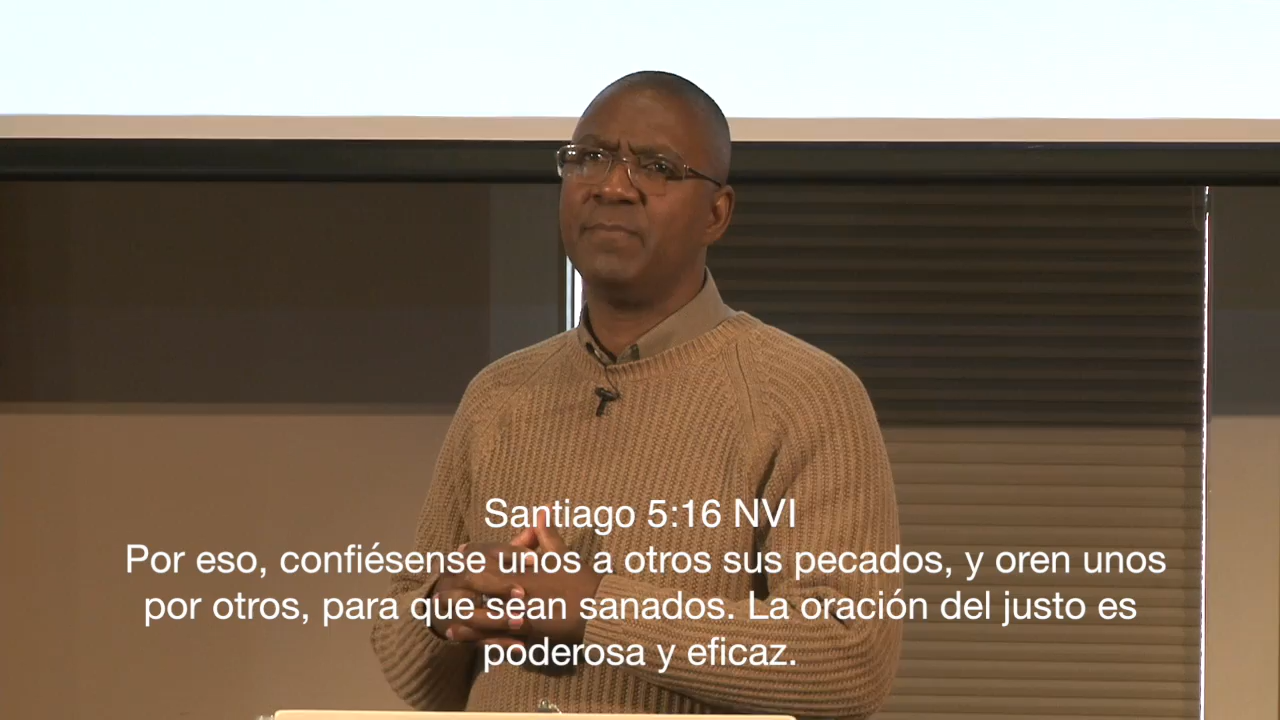 Santiago 5:16 NVI
Por eso, confiésense unos a otros sus pecados, y oren unos
por otros, para que sean sanados. La oración del justo es
poderosa y eficaz.